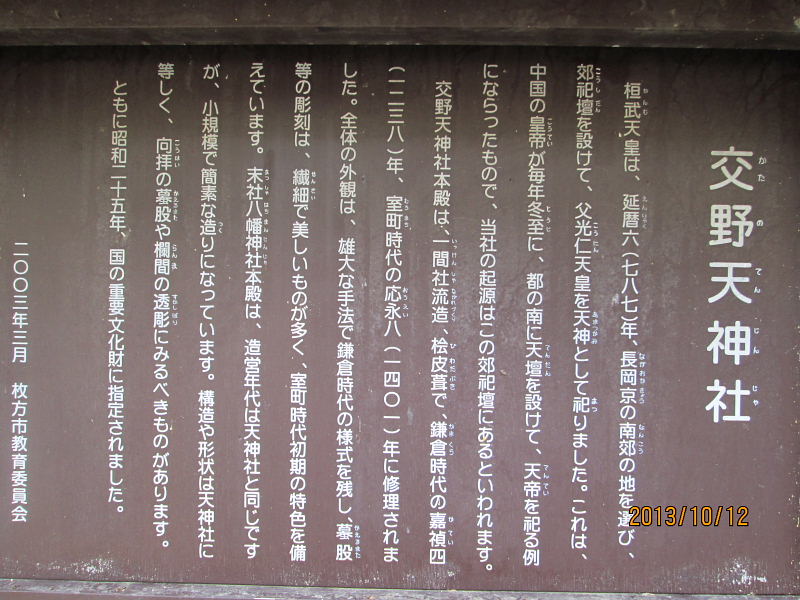 交野天神社
かたのてんじんじゃ
桓武天皇は、延暦六(七八七)年、長岡京の南郊の地を選び、
郊祀壇を設けて、父光仁天皇を天神として祀りました。これは、
中国の皇帝が毎年冬至に、都の南に天壇を設けて、天帝を祀る例
にならったもので、当社の起源はこの郊祀壇にあるといわれます。
交野天神社本殿は、一間社流造、桧皮葺で、鎌倉時代の嘉禎四
(一二三八)年、室町時代の応永八(一四〇一)年に修理されま
した。全体の外観は、雄大な手法で鎌倉時代の様式を残し、蟇股
等の彫刻は、繊細で美しいものが多く、室町時代初期の特色を備
えています。末社八幡神社本殿は、造営年代は天神社と同じです
が、小規模で簡素な造りになっています。構造や形状は天神社に
等しく、向拝の蟇股や欄間の透彫にみるべきものがあります。
ともに昭和二十五年、国の重要文化財に指定されました。
二〇〇三年三月 枚方市教育委員会
2013/10/12